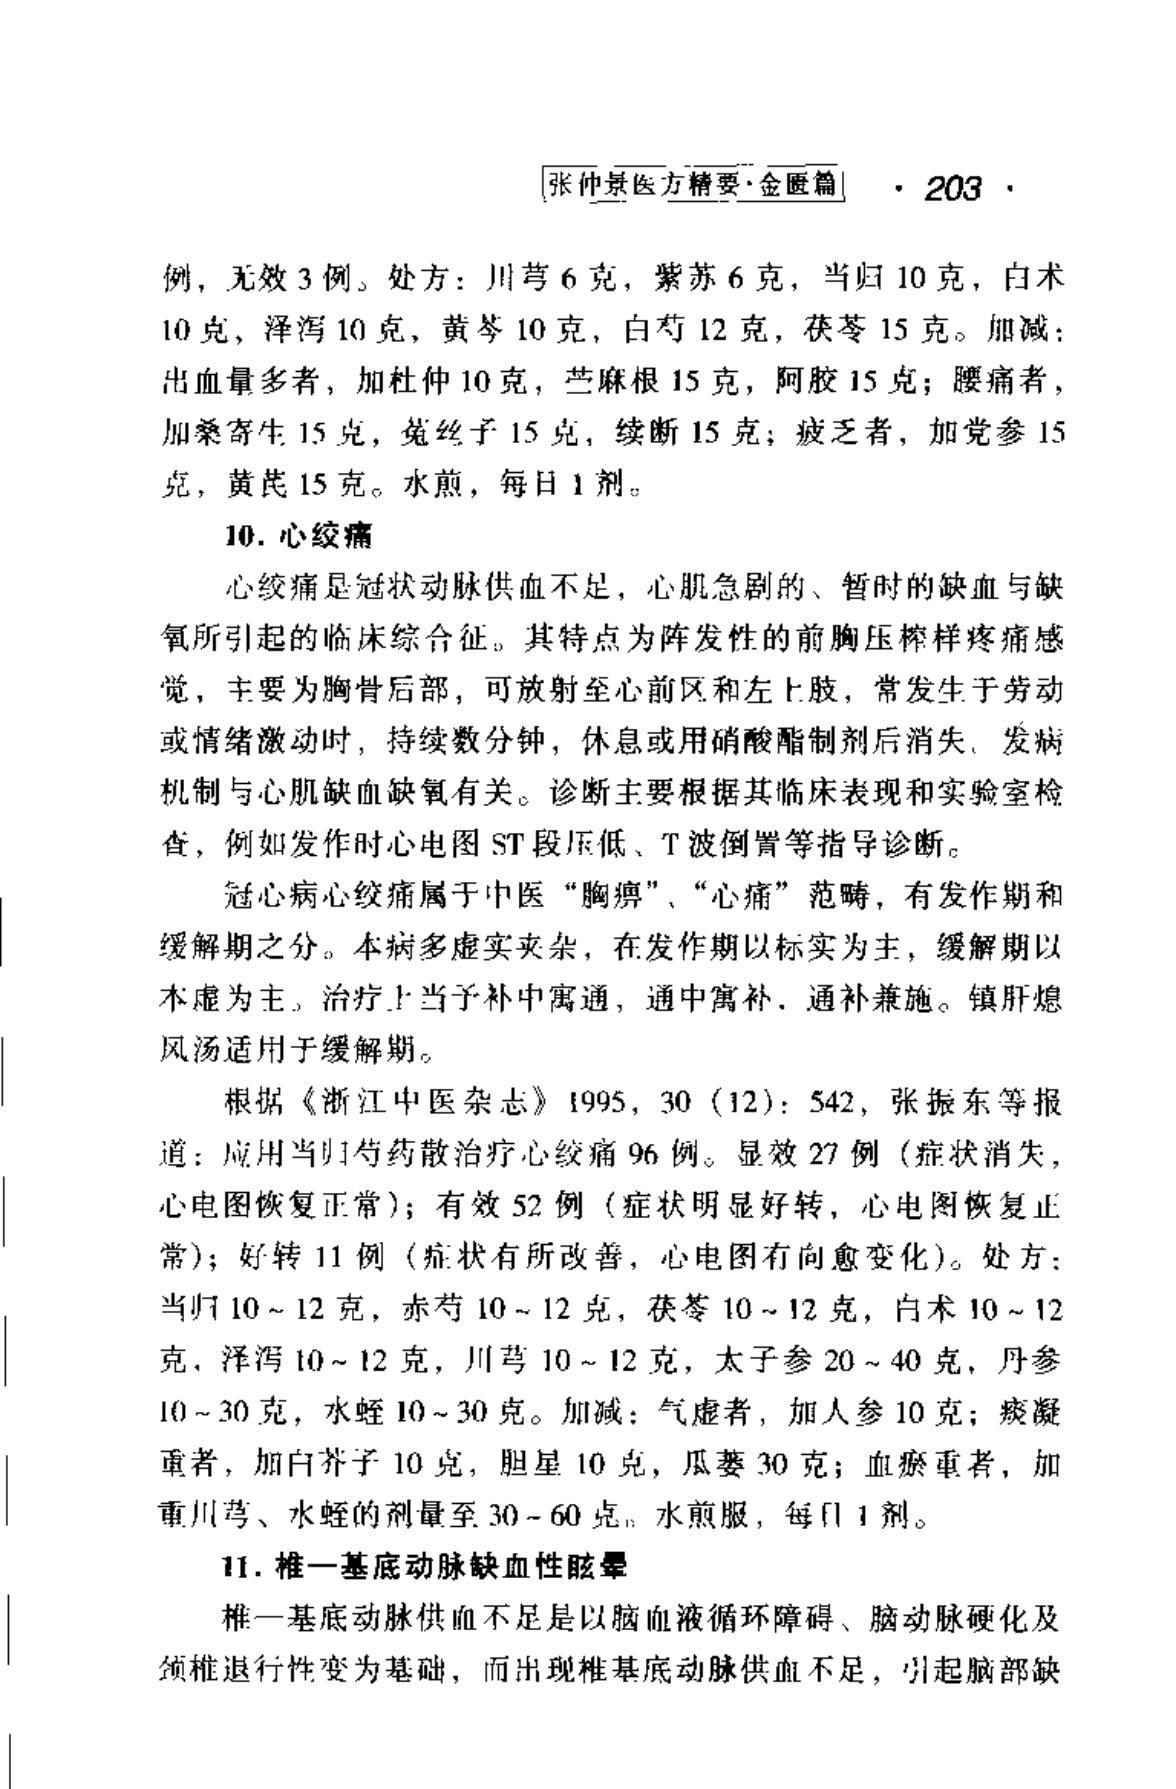 张仲景医方精要·金匮篇 · 203 ·
例，无效 3 例。处方：川芎 6 克，紫苏 6 克，当归 10 克，白术
10 克，泽泻 10 克，黄芩 10 克，白芍 12 克，茯苓 15 克。加减：
出血量多者，加杜仲 10 克，苎麻根 15 克，阿胶 15 克；腰痛者，
加桑寄生 15 克，菟丝子 15 克，续断 15 克；疲乏者，加党参 15
克，黄芪 15 克。水煎，每日 1 剂。
10. 心绞痛
心绞痛是冠状动脉供血不足，心肌急剧的、暂时的缺血与缺
氧所引起的临床综合征。其特点为阵发性的前胸压榨样疼痛感
觉，主要为胸骨后部，可放射至心前区和左上肢，常发生于劳动
或情绪激动时，持续数分钟，休息或用硝酸酯制剂后消失。发病
机制与心肌缺血缺氧有关。诊断主要根据其临床表现和实验室检
查，例如发作时心电图 ST 段压低、T 波倒置等指导诊断。
冠心病心绞痛属于中医“胸痹”、“心痛”范畴，有发作期和
缓解期之分。本病多虚实夹杂，在发作期以标实为主，缓解期以
本虚为主。治疗上当予补中寓通，通中寓补，通补兼施。镇肝熄
风汤适用于缓解期。
根据《浙江中医杂志》1995，30（12）：542，张振东等报
道：应用当归芍药散治疗心绞痛 96 例。显效 27 例（症状消失，
心电图恢复正常）；有效 52 例（症状明显好转，心电图恢复正
常）；好转 11 例（症状有所改善，心电图有向愈变化）。处方：
当归 10～12 克，赤芍 10～12 克，茯苓 10～12 克，白术 10～12
克，泽泻 10～12 克，川芎 10～12 克，太子参 20～40 克，丹参
10～30 克，水蛭 10～30 克。加减：气虚者，加人参 10 克；痰凝
重者，加白芥子 10 克，胆星 10 克，瓜蒌 30 克；血瘀重者，加
重川芎、水蛭的剂量至 30～60 克。水煎服，每日 1 剂。
11. 椎—基底动脉缺血性眩晕
椎—基底动脉供血不足是以脑血液循环障碍、脑动脉硬化及
颈椎退行性变为基础，而出现椎基底动脉供血不足，引起脑部缺